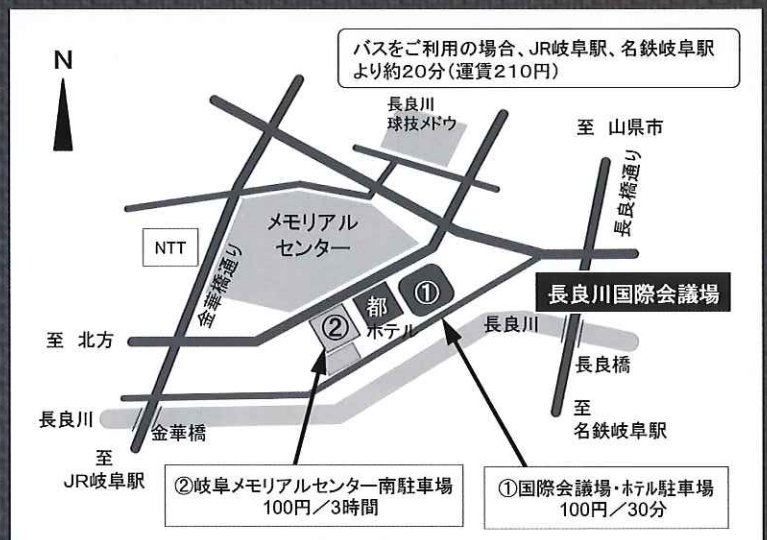 バスをご利用の場合、JR岐阜駅、名鉄岐阜駅
より約20分(運賃210円)
N
長良川
球技メドウ
至 山県市
長良橋通り
メモリアル
センター
NTT
金華橋通り
①
都
②
ホテル
長良川国際会議場
至 北方
長良川
長良橋
長良川
金華橋
至
名鉄岐阜駅
至
JR岐阜駅
②岐阜メモリアルセンター南駐車場
100円/3時間
①国際会議場・ホテル駐車場
100円/30分